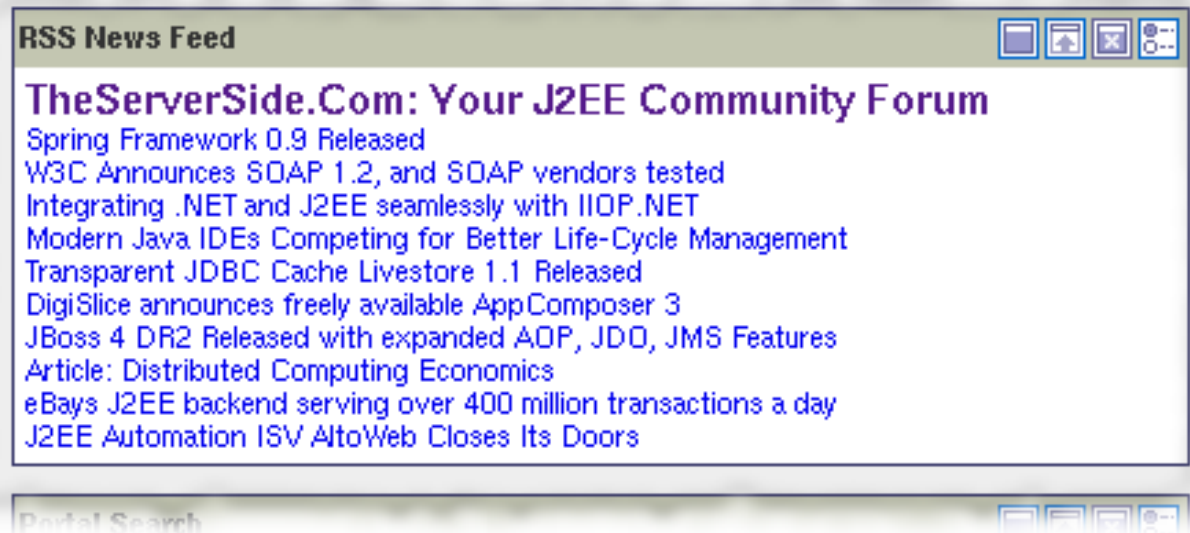 RSS News Feed
TheServerSide.Com: Your J2EE Community Forum
Spring Framework 0.9 Released
W3C Announces SOAP 1.2, and SOAP vendors tested
Integrating .NET and J2EE seamlessly with IIOP.NET
Modern Java IDEs Competing for Better Life-Cycle Management
Transparent JDBC Cache Livestore 1.1 Released
DigiSlice announces freely available AppComposer 3
JBoss 4 DR2 Released with expanded AOP, JDO, JMS Features
Article: Distributed Computing Economics
eBays J2EE backend serving over 400 million transactions a day
J2EE Automation ISV AltoWeb Closes Its Doors
Portal Search